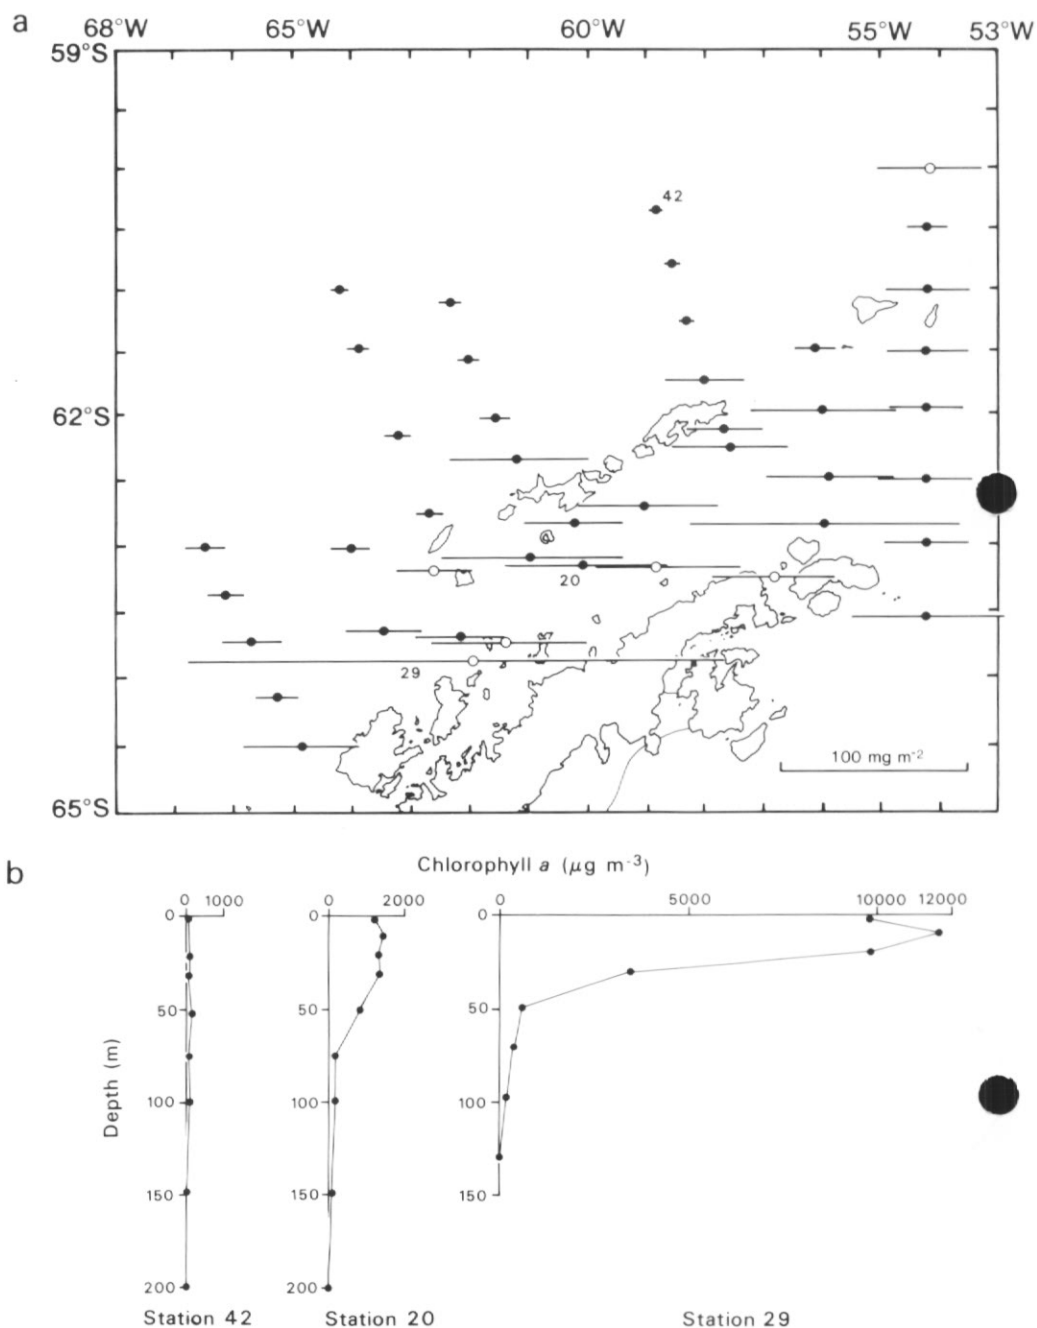 a
68°W 65°W 60°W 55°W 53°W
59°S
42
62°S
20
29
100 mg m⁻²
65°S
b
Chlorophyll a (μg m⁻³)
0 1000 0 2000 0 5000 10000 12000
0 0 0
50 50 50
100 100 100
150 150 150
200 200
Depth (m)
Station 42 Station 20 Station 29